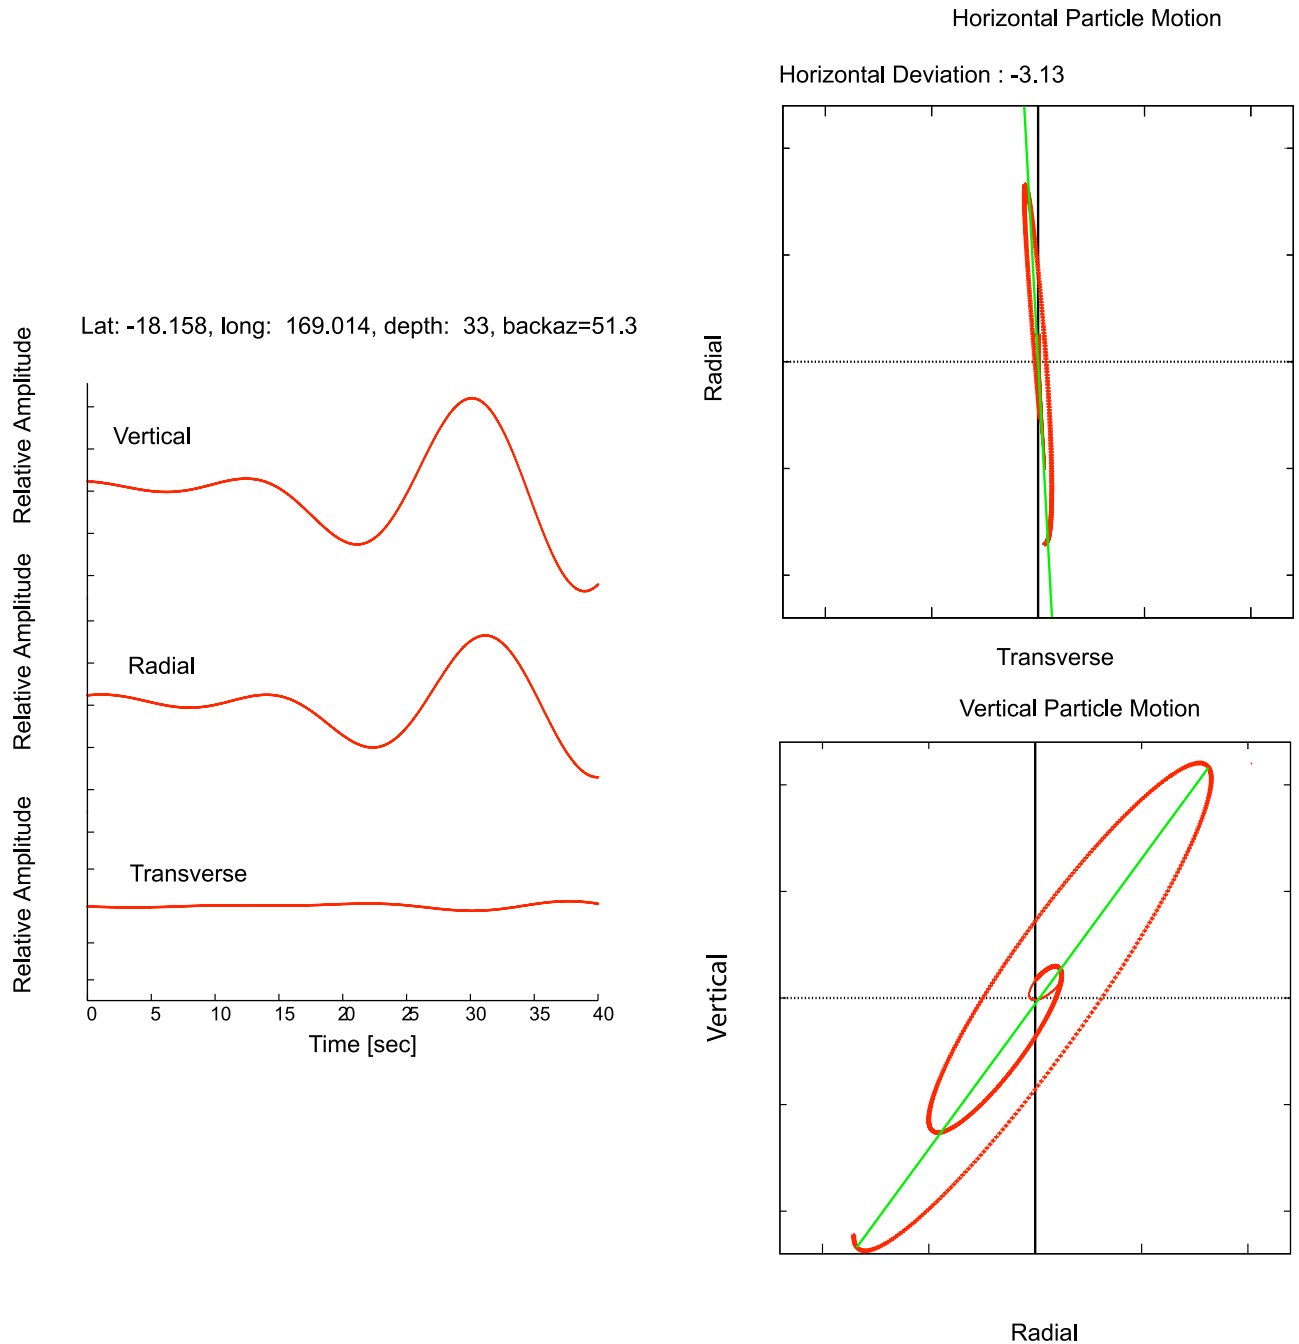 Horizontal Particle Motion
Horizontal Deviation : -3.13
Radial
Transverse
Lat: -18.158, long:  169.014, depth:  33, backaz=51.3
Relative Amplitude
Vertical
Relative Amplitude
Radial
Relative Amplitude
Transverse
0 5 10 15 20 25 30 35 40
Time [sec]
Vertical Particle Motion
Vertical
Radial